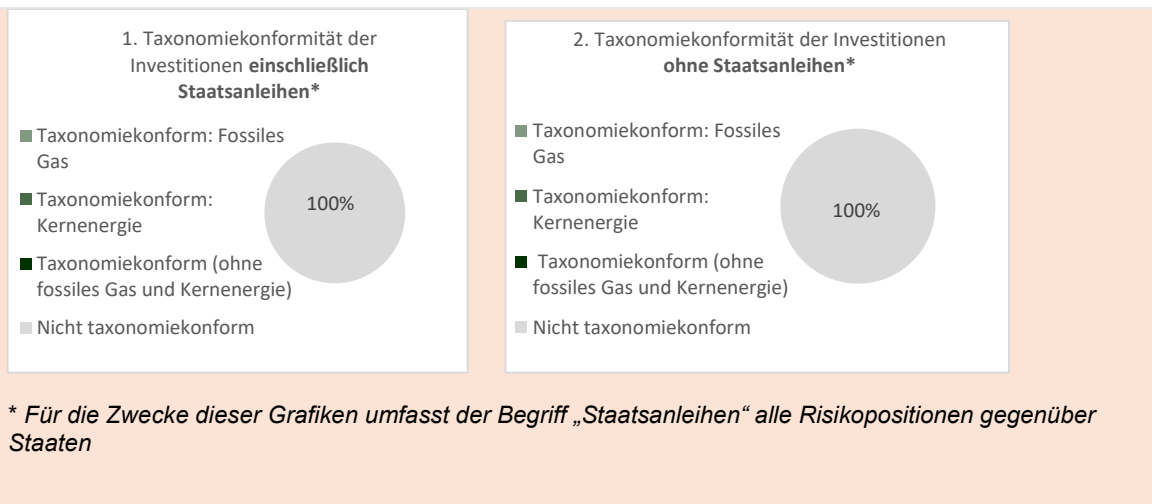 1. Taxonomiekonformität der
Investitionen einschließlich
Staatsanleihen*
Taxonomiekonform: Fossiles
Gas
Taxonomiekonform:
Kernenergie
Taxonomiekonform (ohne
fossiles Gas und Kernenergie)
Nicht taxonomiekonform
100%
2. Taxonomiekonformität der Investitionen
ohne Staatsanleihen*
Taxonomiekonform: Fossiles
Gas
Taxonomiekonform:
Kernenergie
Taxonomiekonform (ohne
fossiles Gas und Kernenergie)
Nicht taxonomiekonform
100%
* Für die Zwecke dieser Grafiken umfasst der Begriff „Staatsanleihen“ alle Risikopositionen gegenüber
Staaten